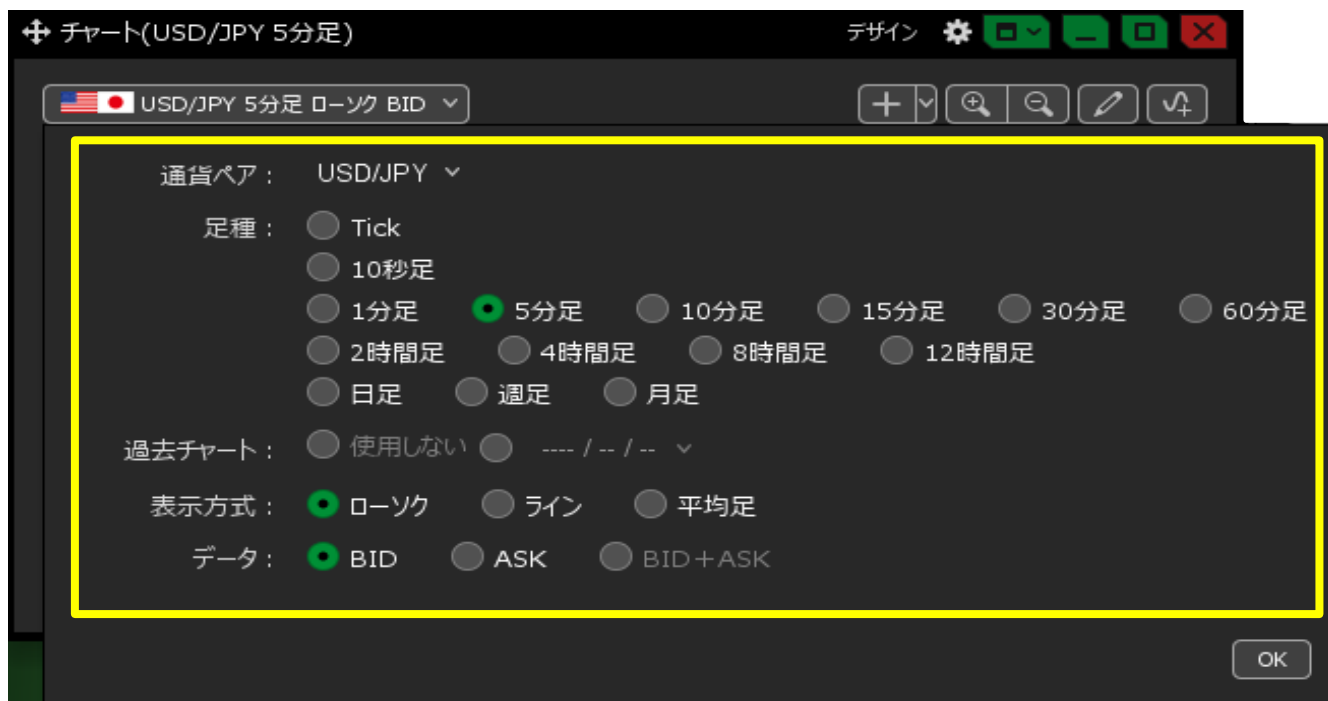 チャート(USD/JPY 5分足) デザイン
USD/JPY 5分足 ローソク BID
通貨ペア： USD/JPY
足種： Tick
10秒足
1分足 5分足 10分足 15分足 30分足 60分足
2時間足 4時間足 8時間足 12時間足
日足 週足 月足
過去チャート： 使用しない ---- / -- / --
表示方式： ローソク ライン 平均足
データ： BID ASK BID＋ASK
OK